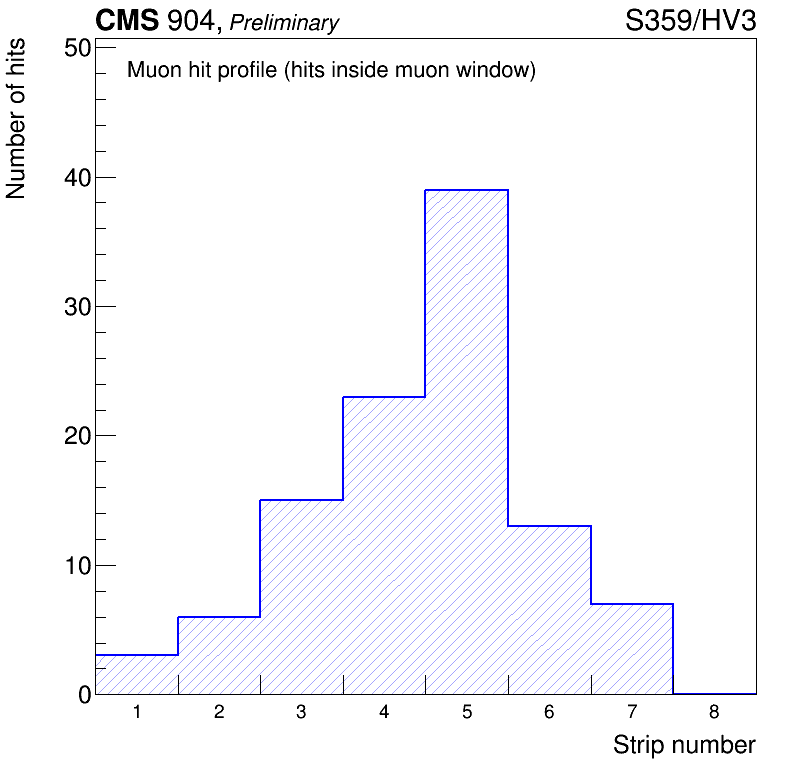 CMS 904, Preliminary S359/HV3
Number of hits
Muon hit profile (hits inside muon window)
50
40
30
20
10
0
1 2 3 4 5 6 7 8
Strip number